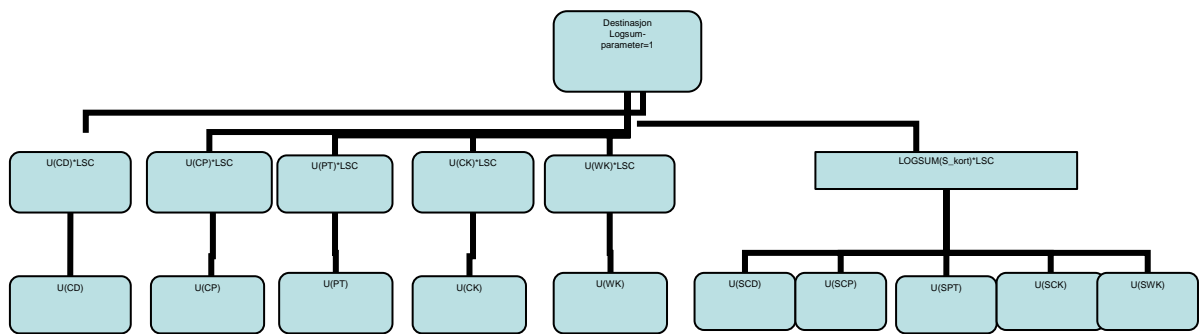 Destinasjon
Logsum-
parameter=1
U(CD)*LSC
U(CP)*LSC
U(PT)*LSC
U(CK)*LSC
U(WK)*LSC
LOGSUM(S_kort)*LSC
U(CD)
U(CP)
U(PT)
U(CK)
U(WK)
U(SCD)
U(SCP)
U(SPT)
U(SCK)
U(SWK)